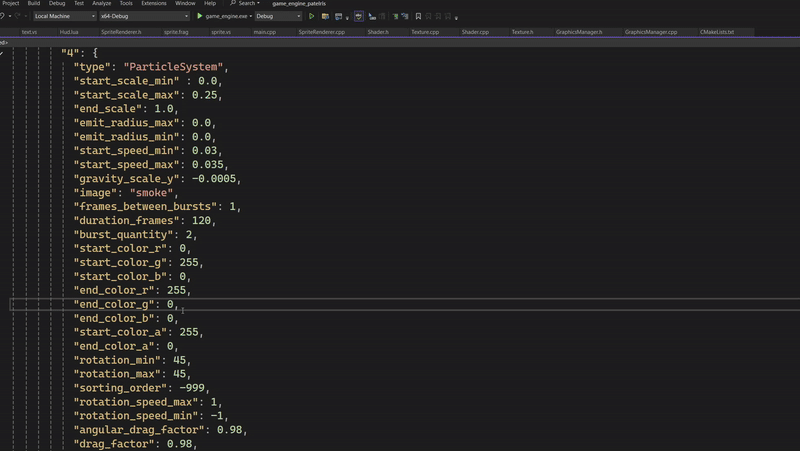 Project Build Debug Test Analyze Tools Extensions Window Help Search game_engine_patelris
Local Machine x64-Debug game_engine.exe Debug
text.vs Hud.lua SpriteRenderer.h sprite.frag sprite.vs main.cpp SpriteRenderer.cpp Shader.h Texture.cpp Shader.cpp Texture.h GraphicsManager.h GraphicsManager.cpp CMakeLists.txt
"4": {
"type": "ParticleSystem",
"start_scale_min" : 0.0,
"start_scale_max": 0.25,
"end_scale": 1.0,
"emit_radius_max": 0.0,
"emit_radius_min": 0.0,
"start_speed_min": 0.03,
"start_speed_max": 0.035,
"gravity_scale_y": -0.0005,
"image": "smoke",
"frames_between_bursts": 1,
"duration_frames": 120,
"burst_quantity": 2,
"start_color_r": 0,
"start_color_g": 255,
"start_color_b": 0,
"end_color_r": 255,
"end_color_g": 0,
"end_color_b": 0,
"start_color_a": 255,
"end_color_a": 0,
"rotation_min": 45,
"rotation_max": 45,
"sorting_order": -999,
"rotation_speed_max": 1,
"rotation_speed_min": -1,
"angular_drag_factor": 0.98,
"drag_factor": 0.98,